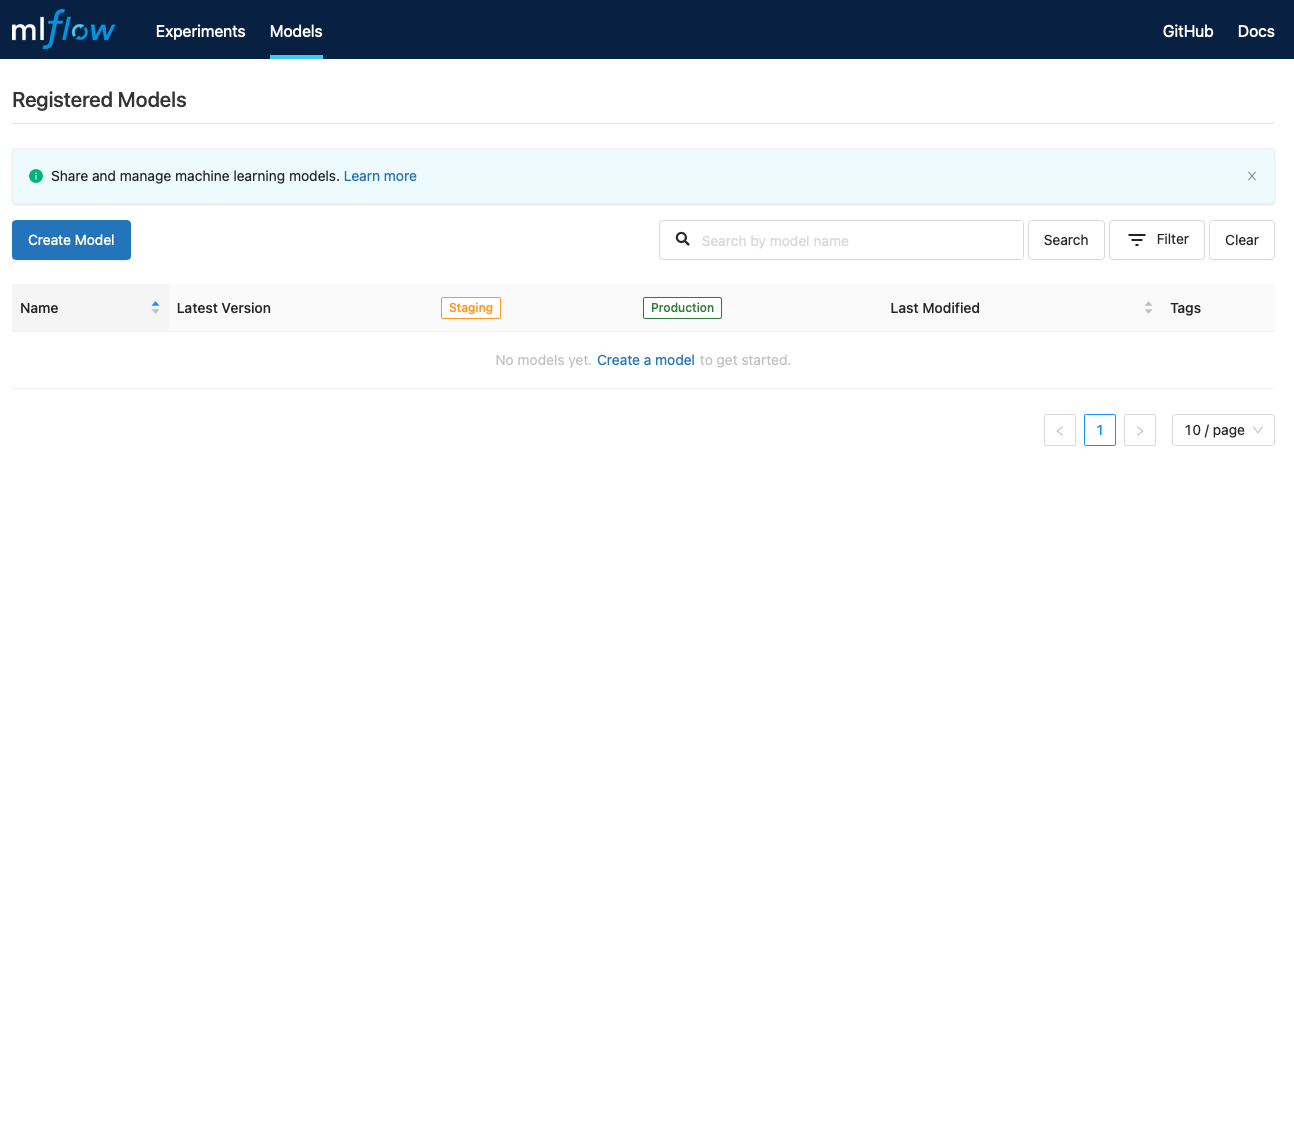 mlflow Experiments Models GitHub Docs
Registered Models
Share and manage machine learning models. Learn more
Create Model Search by model name Search Filter Clear
Name Latest Version Staging Production Last Modified Tags
No models yet. Create a model to get started.
< 1 > 10 / page